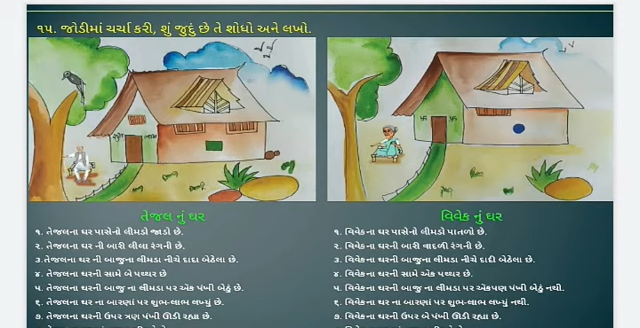 ૧૫. જોડીમાં ચર્ચા કરી, શું જુદું છે તે શોધો અને લખો.
તેજલ નું ઘર
૧. તેજલના ઘર પાસેનો લીમડો જાડો છે.
૨. તેજલના ઘર ની બારી લીલા રંગની છે.
૩.તેજલના ઘરની બાજુના લીમડા નીચે દાદા બેઠેલા છે.
૪. તેજલના ઘરની સામે બે પથ્થર છે
૫. તેજલના ઘરની બાજુ ના લીમડા પર એક પંખી બેઠું છે.
૬. તેજલના ઘર ના બારણાં પર શુભ-લાભ લખ્યું છે.
૭. તેજલના ઘરની ઉપર ત્રણ પંખી ઊડી રહ્યા છે.
વિવેક નું ઘર
૧. વિવેકના ઘર પાસેનો લીમડો પાતળો છે.
૨. વિવેકના ઘરની બારી વાદળી રંગની છે.
૩. વિવેકના ઘરની બાજુના લીમડા નીચે દાદી બેઠેલા છે.
૪. વિવેકના ઘરની સામે એક પથ્થર છે.
૫. વિવેકના ઘરની બાજુ ના લીમડા પર એકપણ પંખી બેઠું નથી.
૬. વિવેકના ઘર ના બારણાં પર શુભ-લાભ લખ્યું નથી.
૭. વિવેકના ઘરની ઉપર બે પંખી ઊડી રહ્યા છે.